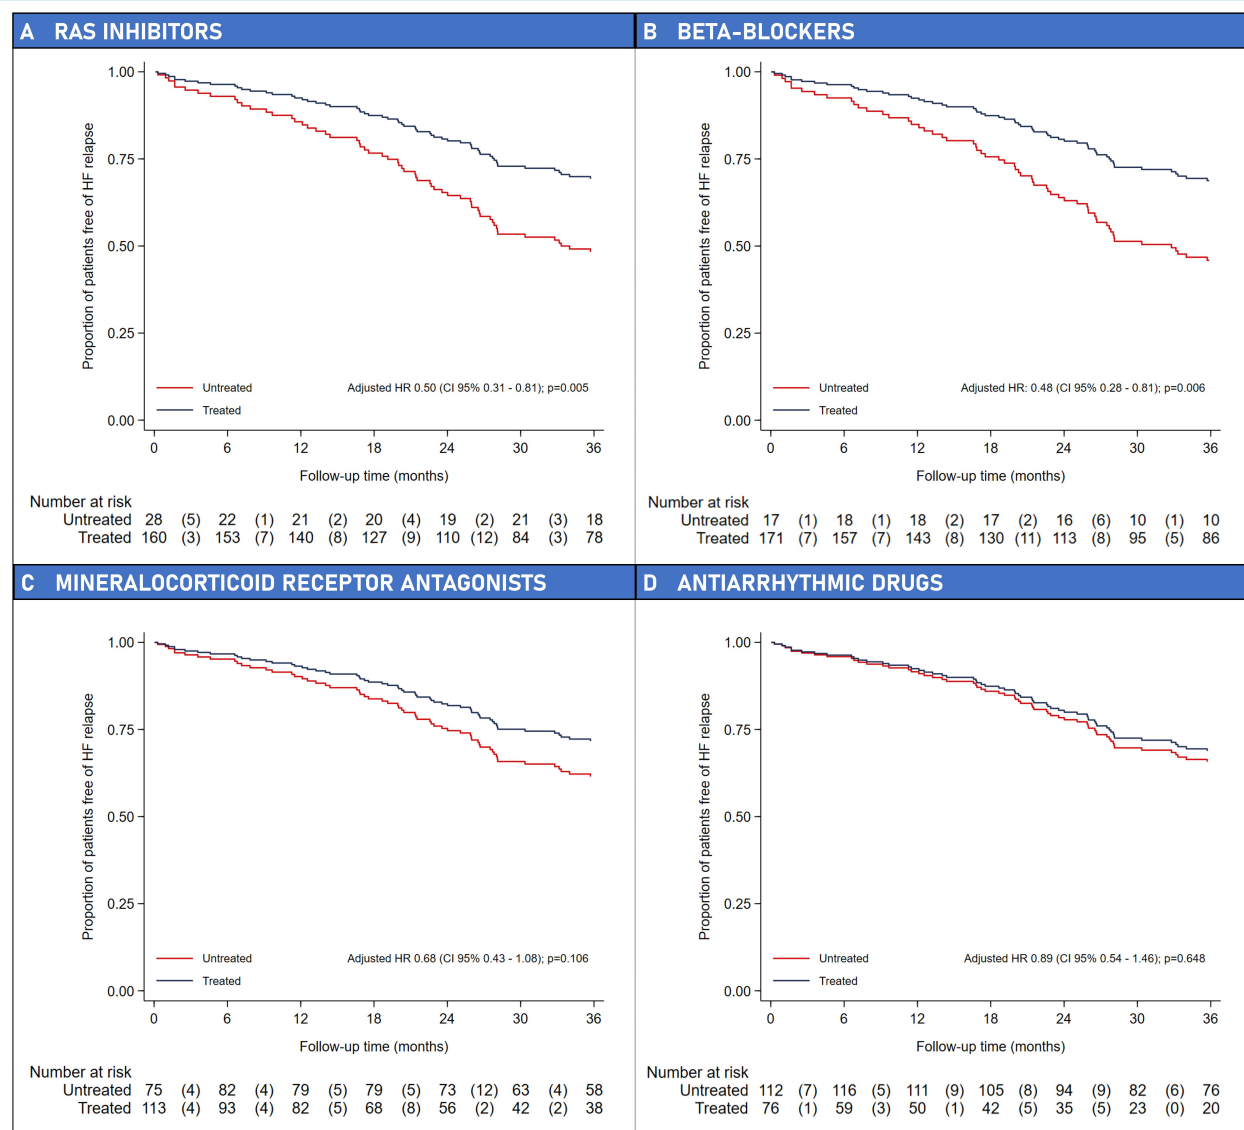 A RAS INHIBITORS
1.00
0.75
0.50
0.25
0.00
Proportion of patients free of HF relapse
Untreated
Treated
Adjusted HR 0.50 (CI 95% 0.31 - 0.81); p=0.005
0 6 12 18 24 30 36
Follow-up time (months)
Number at risk
Untreated 28 (5) 22 (1) 21 (2) 20 (4) 19 (2) 21 (3) 18
Treated 160 (3) 153 (7) 140 (8) 127 (9) 110 (12) 84 (3) 78
B BETA-BLOCKERS
1.00
0.75
0.50
0.25
0.00
Proportion of patients free of HF relapse
Untreated
Treated
Adjusted HR: 0.48 (CI 95% 0.28 - 0.81); p=0.006
0 6 12 18 24 30 36
Follow-up time (months)
Number at risk
Untreated 17 (1) 18 (1) 18 (2) 17 (2) 16 (6) 10 (1) 10
Treated 171 (7) 157 (7) 143 (8) 130 (11) 113 (8) 95 (5) 86
C MINERALOCORTICOID RECEPTOR ANTAGONISTS
1.00
0.75
0.50
0.25
0.00
Proportion of patients free of HF relapse
Untreated
Treated
Adjusted HR 0.68 (CI 95% 0.43 - 1.08); p=0.106
0 6 12 18 24 30 36
Follow-up time (months)
Number at risk
Untreated 75 (4) 82 (4) 79 (5) 79 (5) 73 (12) 63 (4) 58
Treated 113 (4) 93 (4) 82 (5) 68 (8) 56 (2) 42 (2) 38
D ANTIARRHYTHMIC DRUGS
1.00
0.75
0.50
0.25
0.00
Proportion of patients free of HF relapse
Untreated
Treated
Adjusted HR 0.89 (CI 95% 0.54 - 1.46); p=0.648
0 6 12 18 24 30 36
Follow-up time (months)
Number at risk
Untreated 112 (7) 116 (5) 111 (9) 105 (8) 94 (9) 82 (6) 76
Treated 76 (1) 59 (3) 50 (1) 42 (5) 35 (5) 23 (0) 20